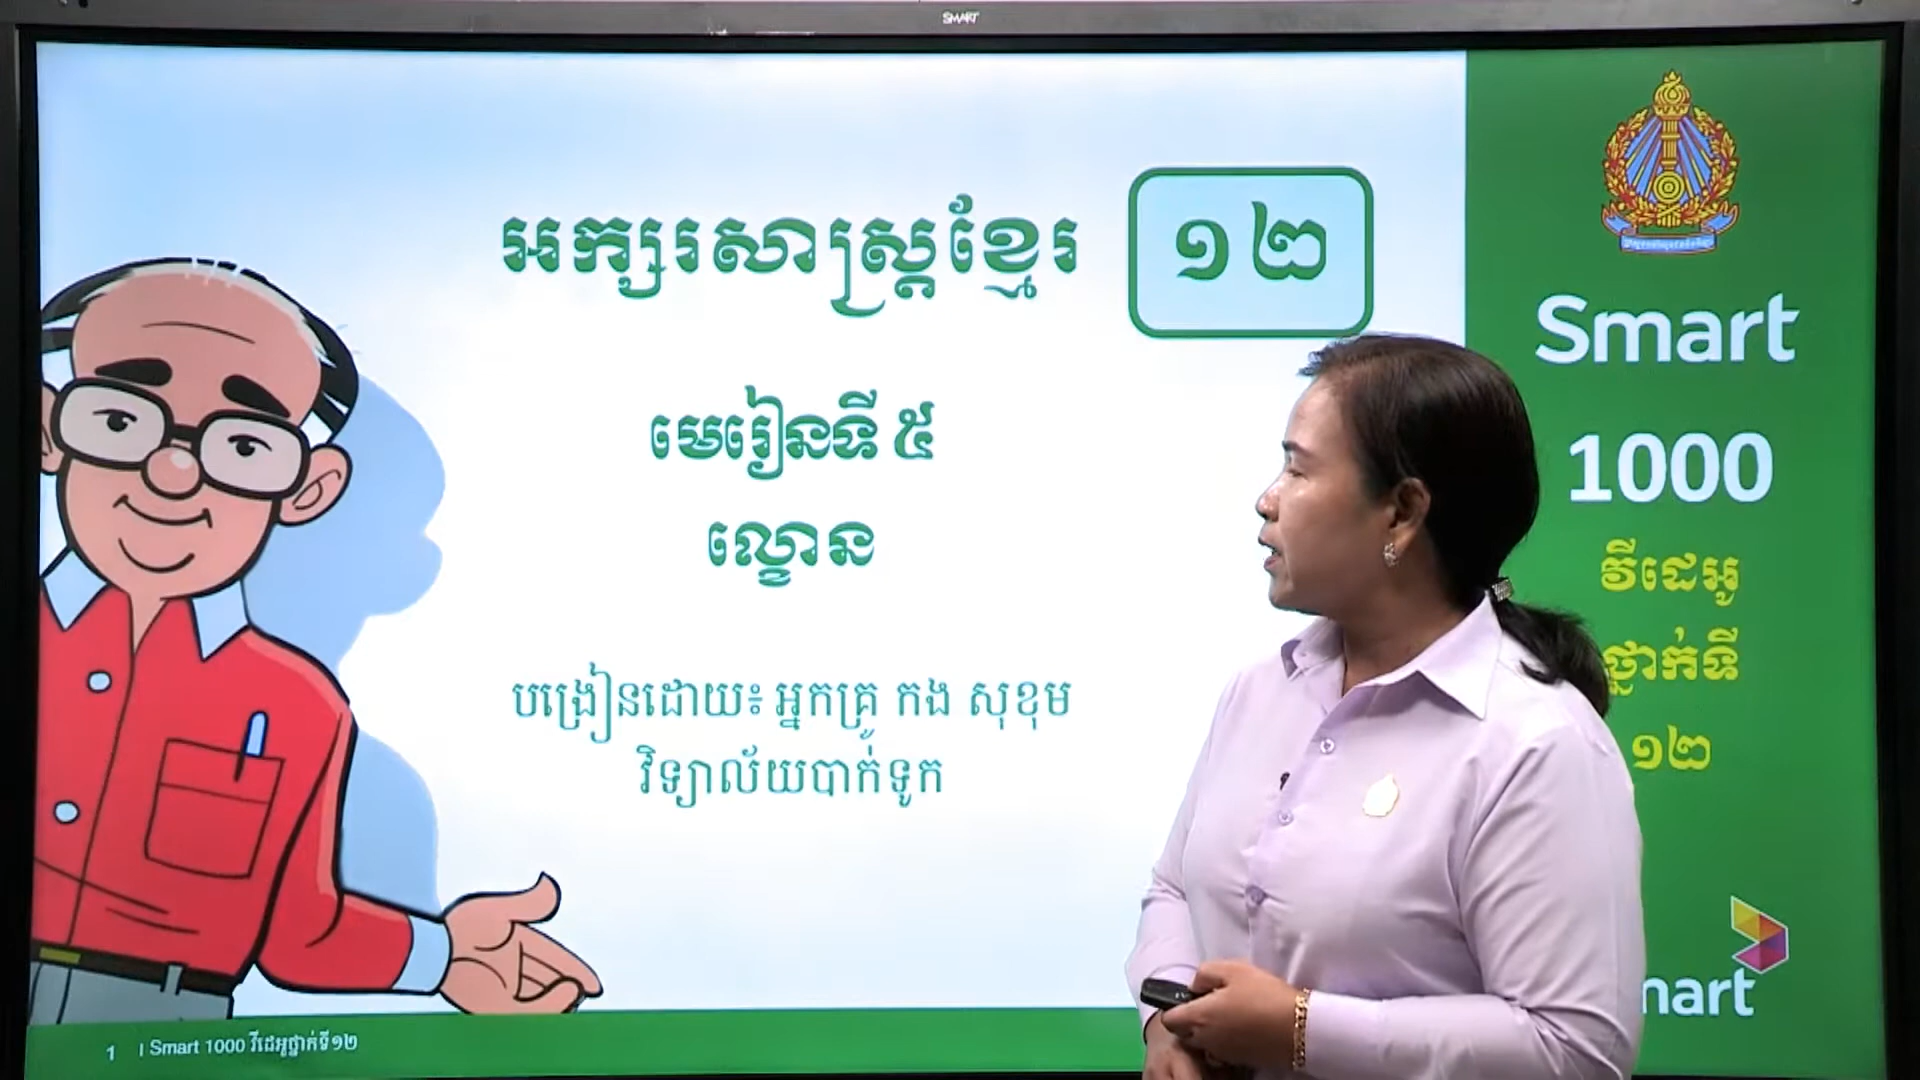 SMART
អក្សរសាស្ត្រខ្មែរ ១២
មេរៀនទី ៥
ល្ខោន
បង្រៀនដោយ៖ អ្នកគ្រូ កង សុខុម
វិទ្យាល័យបាក់ទូក
Smart
1000
វីដេអូ
ថ្នាក់ទី
១២
mart
1 | Smart 1000 វីដេអូថ្នាក់ទី១២